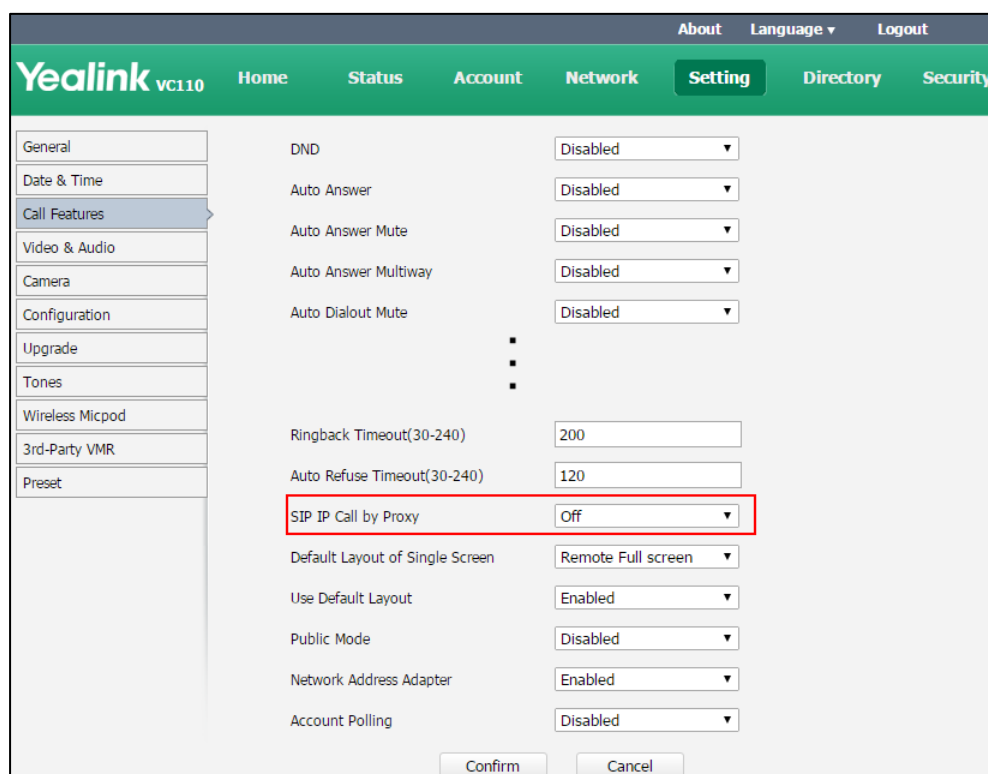 About Language ▾ Logout
Yealink VC110 Home Status Account Network Setting Directory Security
General
Date & Time
Call Features
Video & Audio
Camera
Configuration
Upgrade
Tones
Wireless Micpod
3rd-Party VMR
Preset
DND Disabled
Auto Answer Disabled
Auto Answer Mute Disabled
Auto Answer Multiway Disabled
Auto Dialout Mute Disabled
Ringback Timeout(30-240) 200
Auto Refuse Timeout(30-240) 120
SIP IP Call by Proxy Off
Default Layout of Single Screen Remote Full screen
Use Default Layout Enabled
Public Mode Disabled
Network Address Adapter Enabled
Account Polling Disabled
Confirm Cancel